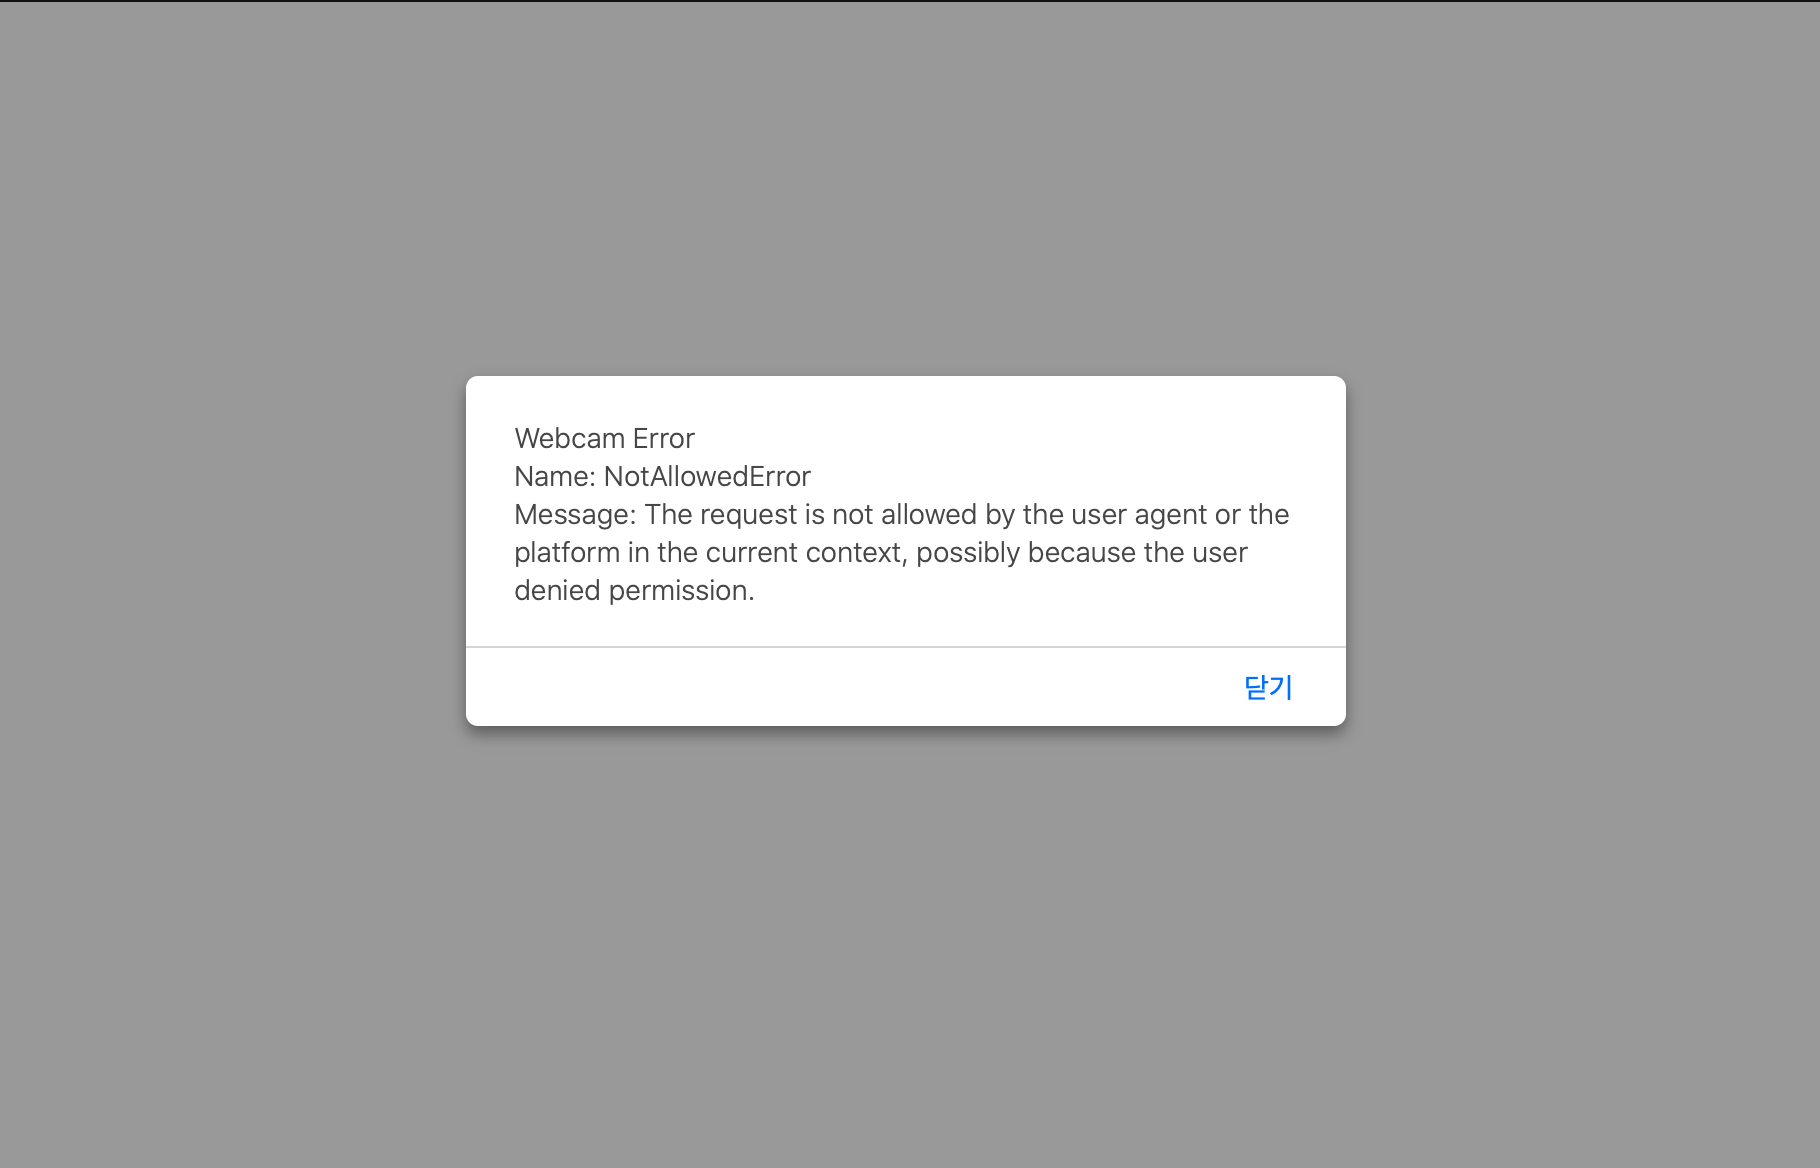 Webcam Error
Name: NotAllowedError
Message: The request is not allowed by the user agent or the
platform in the current context, possibly because the user
denied permission.
닫기